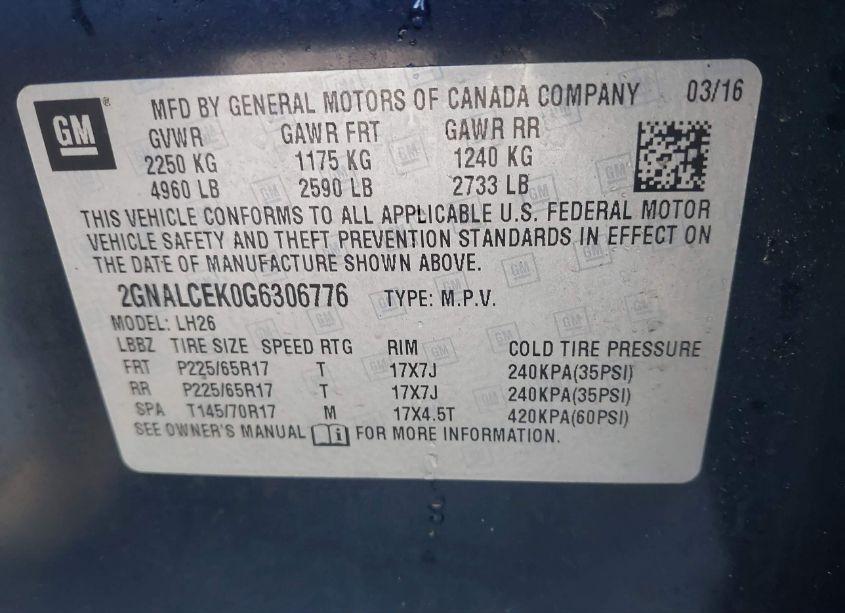 GM ® MFD BY GENERAL MOTORS OF CANADA COMPANY 03/16
GVWR GAWR FRT GAWR RR
2250 KG 1175 KG 1240 KG
4960 LB 2590 LB 2733 LB
THIS VEHICLE CONFORMS TO ALL APPLICABLE U.S. FEDERAL MOTOR
VEHICLE SAFETY AND THEFT PREVENTION STANDARDS IN EFFECT ON
THE DATE OF MANUFACTURE SHOWN ABOVE.
2GNALCEK0G6306776 TYPE: M.P.V.
MODEL: LH26
LBBZ TIRE SIZE SPEED RTG RIM COLD TIRE PRESSURE
FRT P225/65R17 T 17X7J 240KPA(35PSI)
RR P225/65R17 T 17X7J 240KPA(35PSI)
SPA T145/70R17 M 17X4.5T 420KPA(60PSI)
SEE OWNER'S MANUAL FOR MORE INFORMATION.